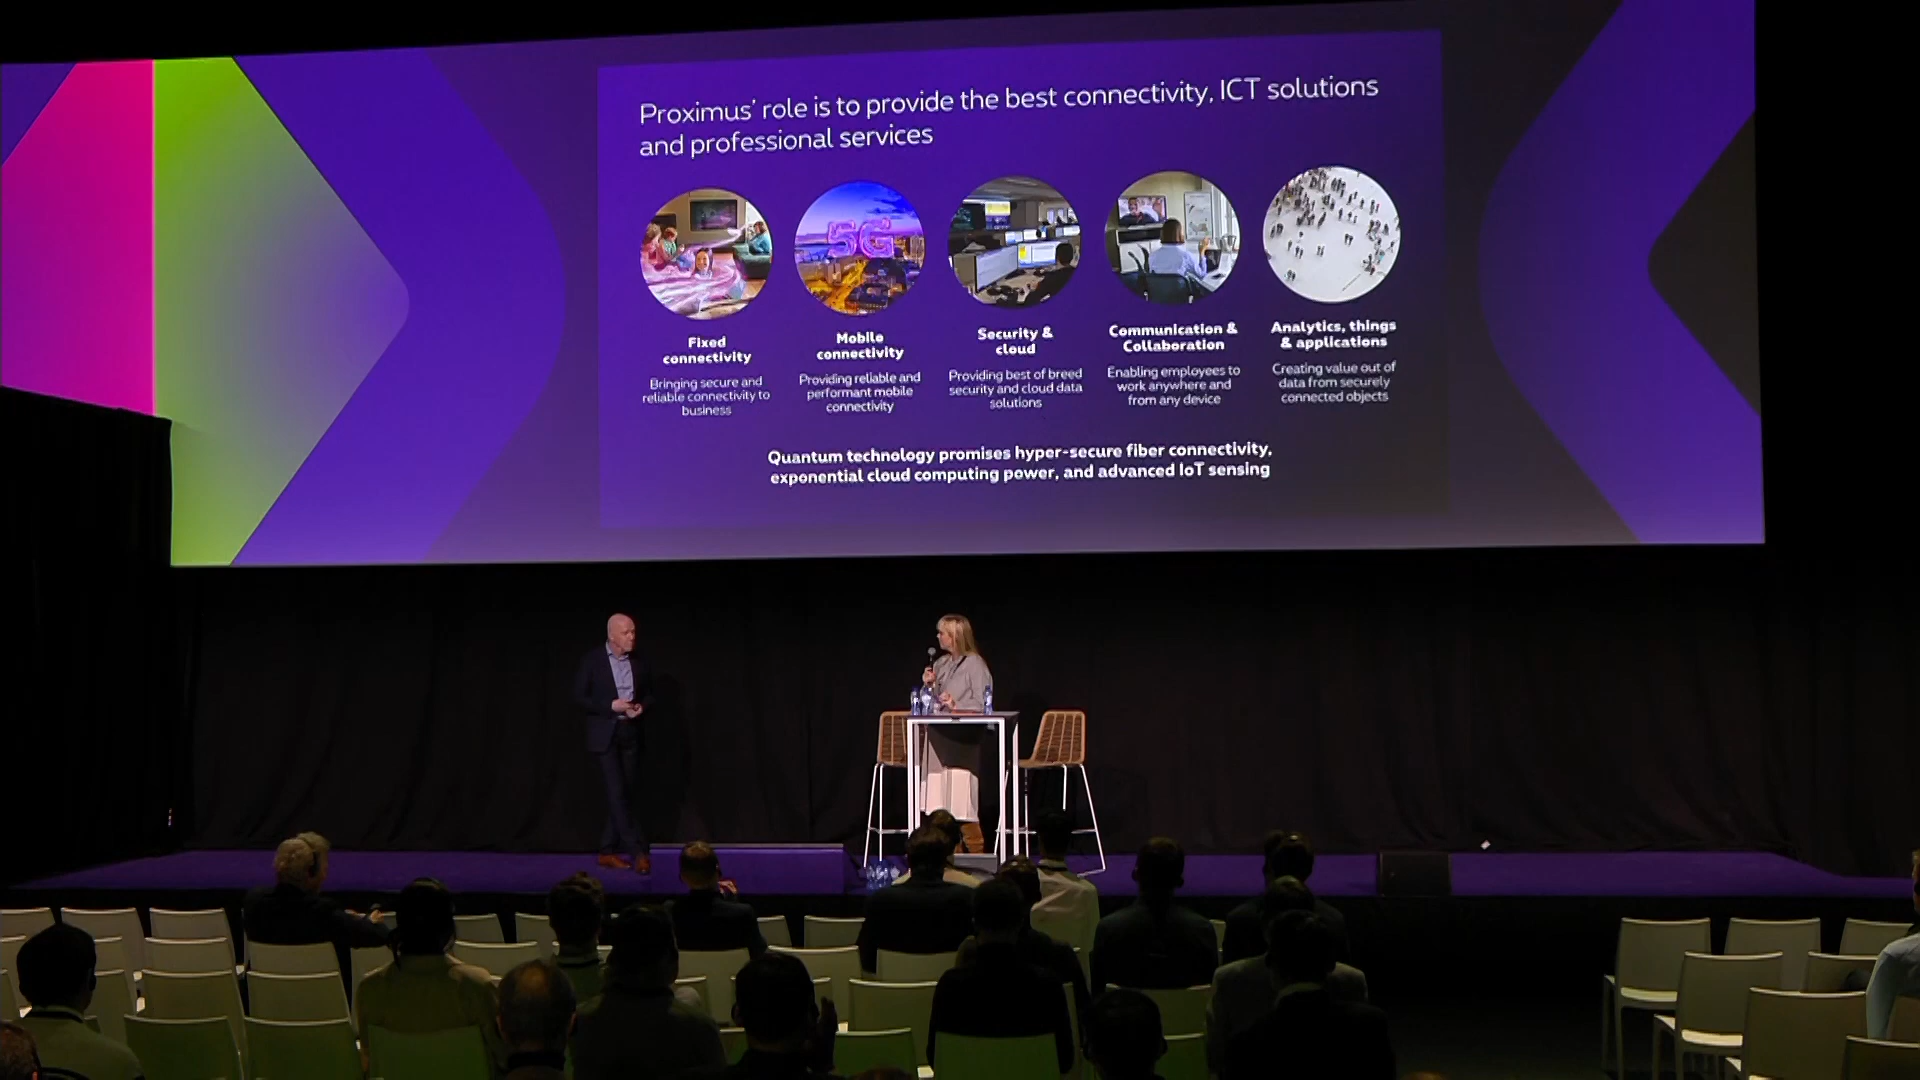 Proximus' role is to provide the best connectivity, ICT solutions
and professional services
5G
Fixed
connectivity
Bringing secure and
reliable connectivity to
business
Mobile
connectivity
Providing reliable and
performant mobile
connectivity
Security &
cloud
Providing best of breed
security and cloud data
solutions
Communication &
Collaboration
Enabling employees to
work anywhere and
from any device
Analytics, things
& applications
Creating value out of
data from securely
connected objects
Quantum technology promises hyper-secure fiber connectivity,
exponential cloud computing power, and advanced IoT sensing